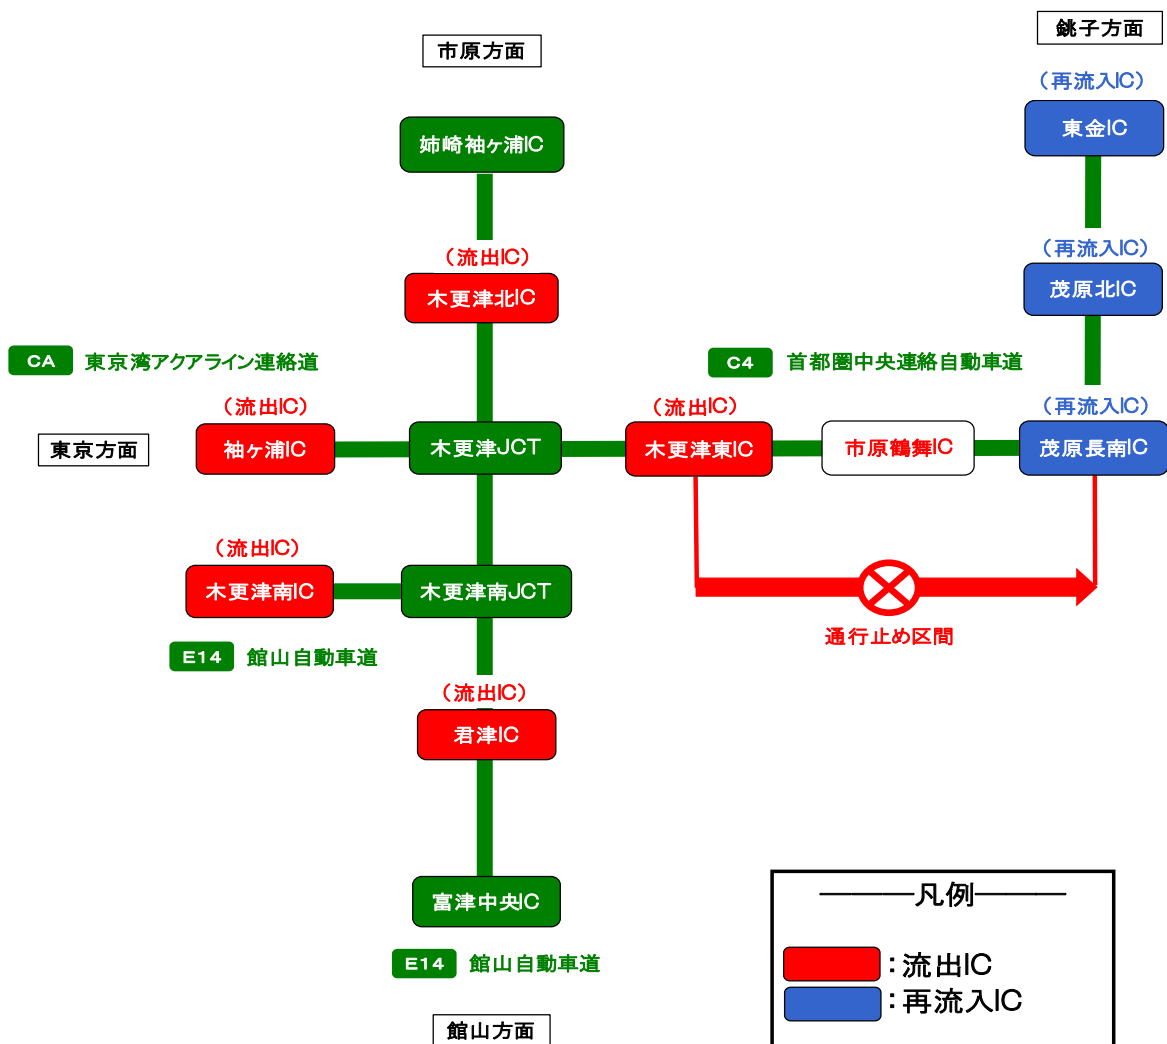 銚子方面
市原方面
（再流入IC）
東金IC
姉崎袖ヶ浦IC
（流出IC）
木更津北IC
（再流入IC）
茂原北IC
CA 東京湾アクアライン連絡道
C4 首都圏中央連絡自動車道
（流出IC）
（流出IC）
（再流入IC）
東京方面
袖ヶ浦IC
木更津JCT
木更津東IC
市原鶴舞IC
茂原長南IC
（流出IC）
木更津南IC
木更津南JCT
通行止め区間
E14 館山自動車道
（流出IC）
君津IC
富津中央IC
E14 館山自動車道
館山方面
凡例
：流出IC
：再流入IC